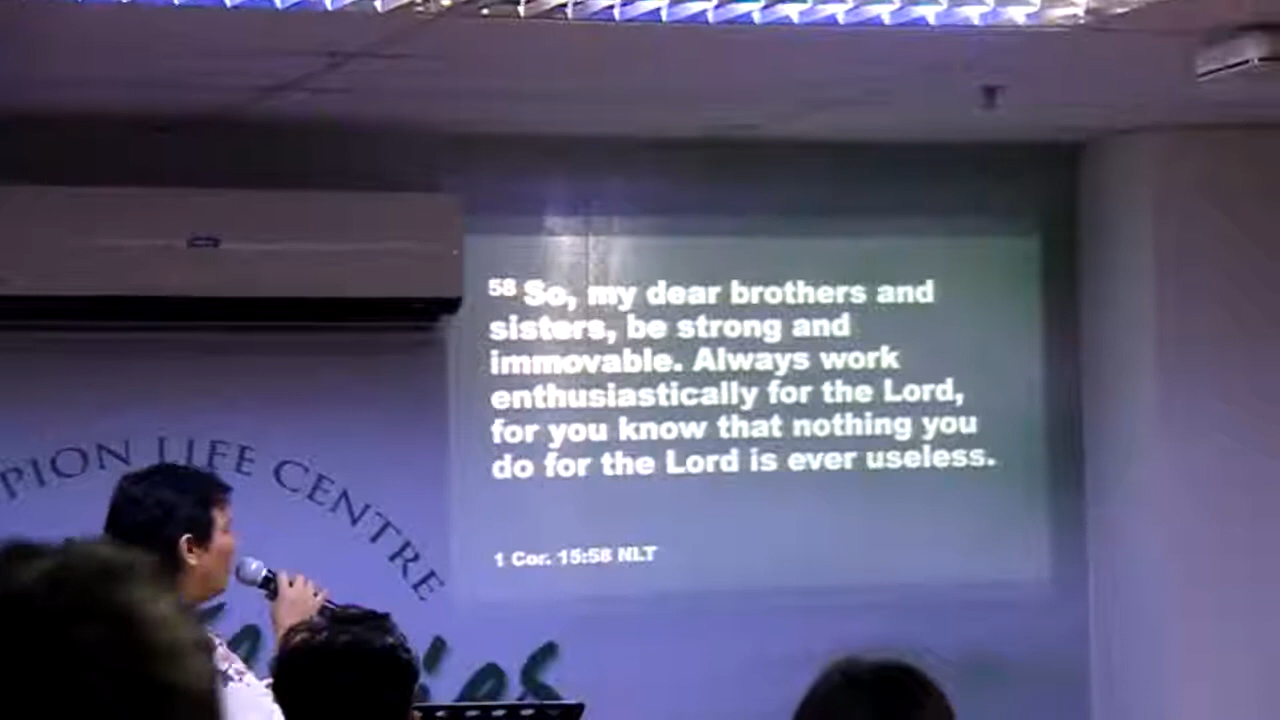 58 So, my dear brothers and
sisters, be strong and
immovable. Always work
enthusiastically for the Lord,
for you know that nothing you
do for the Lord is ever useless.
1 Cor. 15:58 NLT
PION LIFE CENTRE